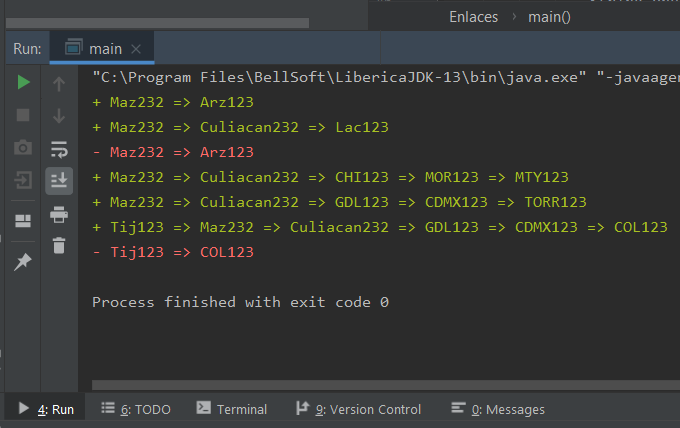 Enlaces > main()
Run: main ×
"C:\Program Files\BellSoft\LibericaJDK-13\bin\java.exe" "-javaagen
+ Maz232 => Arz123
+ Maz232 => Culiacan232 => Lac123
- Maz232 => Arz123
+ Maz232 => Culiacan232 => CHI123 => MOR123 => MTY123
+ Maz232 => Culiacan232 => GDL123 => CDMX123 => TORR123
+ Tij123 => Maz232 => Culiacan232 => GDL123 => CDMX123 => COL123
- Tij123 => COL123
Process finished with exit code 0
4: Run 6: TODO Terminal 9: Version Control 0: Messages